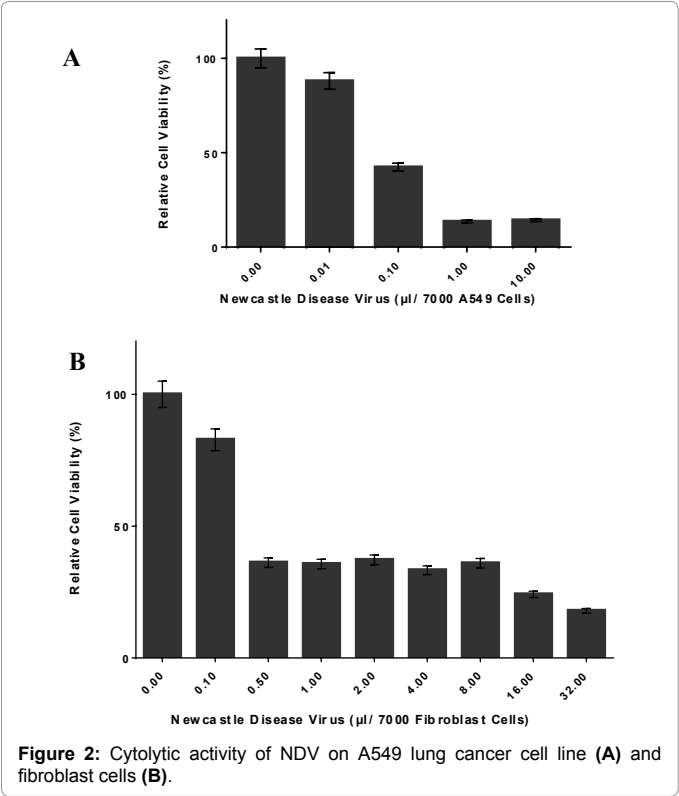 A
Relative Cell Viability (%)
100
50
0
0.00
0.01
0.10
1.00
10.00
Newcastle Disease Virus (µl/ 7000 A549 Cells)
B
Relative Cell Viability (%)
100
50
0
0.00
0.10
0.50
1.00
2.00
4.00
8.00
16.00
32.00
Newcastle Disease Virus (µl/ 7000 Fibroblast Cells)
Figure 2: Cytolytic activity of NDV on A549 lung cancer cell line (A) and
fibroblast cells (B).